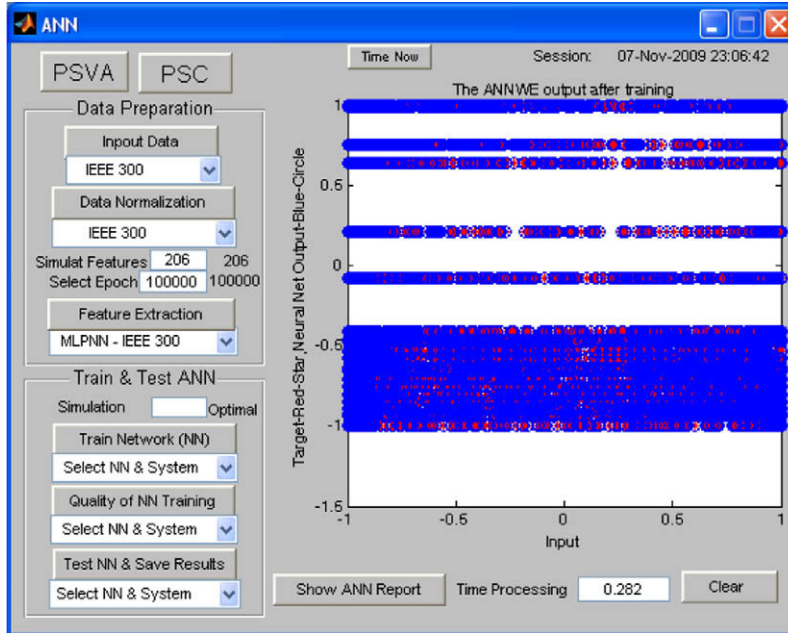 ANN
PSVA
PSC
Time Now
Session: 07-Nov-2009 23:06:42
Data Preparation
Inpout Data
IEEE 300
Data Normalization
IEEE 300
Simulat Features 206 206
Select Epoch 100000 100000
Feature Extraction
MLPNN - IEEE 300
Train & Test ANN
Simulation Optimal
Train Network (NN)
Select NN & System
Quality of NN Training
Select NN & System
Test NN & Save Results
Select NN & System
The ANNWE output after training
Target-Red-Star,Neural Net Output-Blue-Circle
1
0.5
0
-0.5
-1
-1.5
-1 -0.5 0 0.5 1
Input
Show ANN Report
Time Processing 0.282
Clear